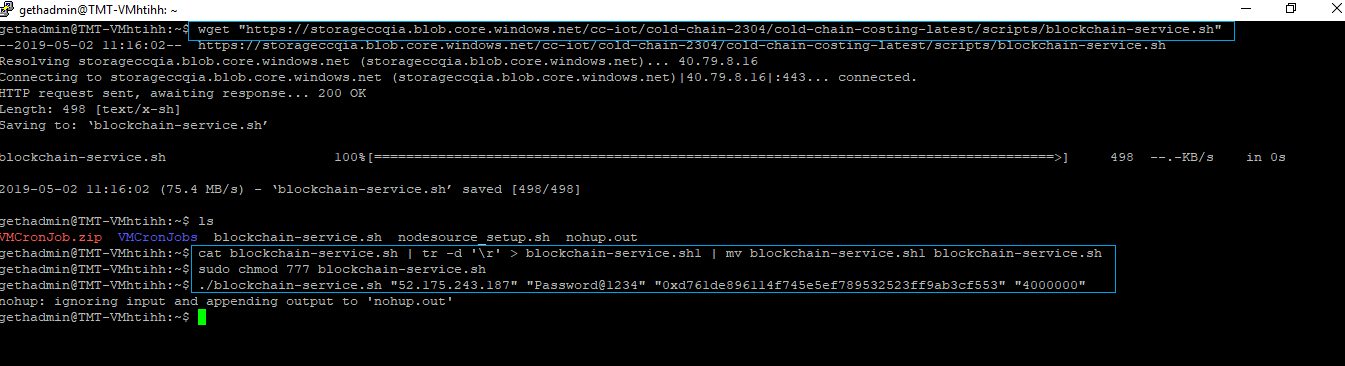 gethadmin@TMT-VMhtihh: ~
gethadmin@TMT-VMhtihh:~$ wget "https://storageccqia.blob.core.windows.net/cc-iot/cold-chain-2304/cold-chain-costing-latest/scripts/blockchain-service.sh"
--2019-05-02 11:16:02--  https://storageccqia.blob.core.windows.net/cc-iot/cold-chain-2304/cold-chain-costing-latest/scripts/blockchain-service.sh
Resolving storageccqia.blob.core.windows.net (storageccqia.blob.core.windows.net)... 40.79.8.16
Connecting to storageccqia.blob.core.windows.net (storageccqia.blob.core.windows.net)|40.79.8.16|:443... connected.
HTTP request sent, awaiting response... 200 OK
Length: 498 [text/x-sh]
Saving to: ‘blockchain-service.sh’
blockchain-service.sh 100%[=====================================================================================>] 498 --.-KB/s in 0s
2019-05-02 11:16:02 (75.4 MB/s) - ‘blockchain-service.sh’ saved [498/498]
gethadmin@TMT-VMhtihh:~$ ls
VMCronJob.zip  VMCronJobs  blockchain-service.sh  nodesource_setup.sh  nohup.out
gethadmin@TMT-VMhtihh:~$ cat blockchain-service.sh | tr -d '\r' > blockchain-service.sh1 | mv blockchain-service.sh1 blockchain-service.sh
gethadmin@TMT-VMhtihh:~$ sudo chmod 777 blockchain-service.sh
gethadmin@TMT-VMhtihh:~$ ./blockchain-service.sh "52.175.243.187" "Password@1234" "0xd761de896114f745e5ef789532523ff9ab3cf553" "4000000"
nohup: ignoring input and appending output to 'nohup.out'
gethadmin@TMT-VMhtihh:~$